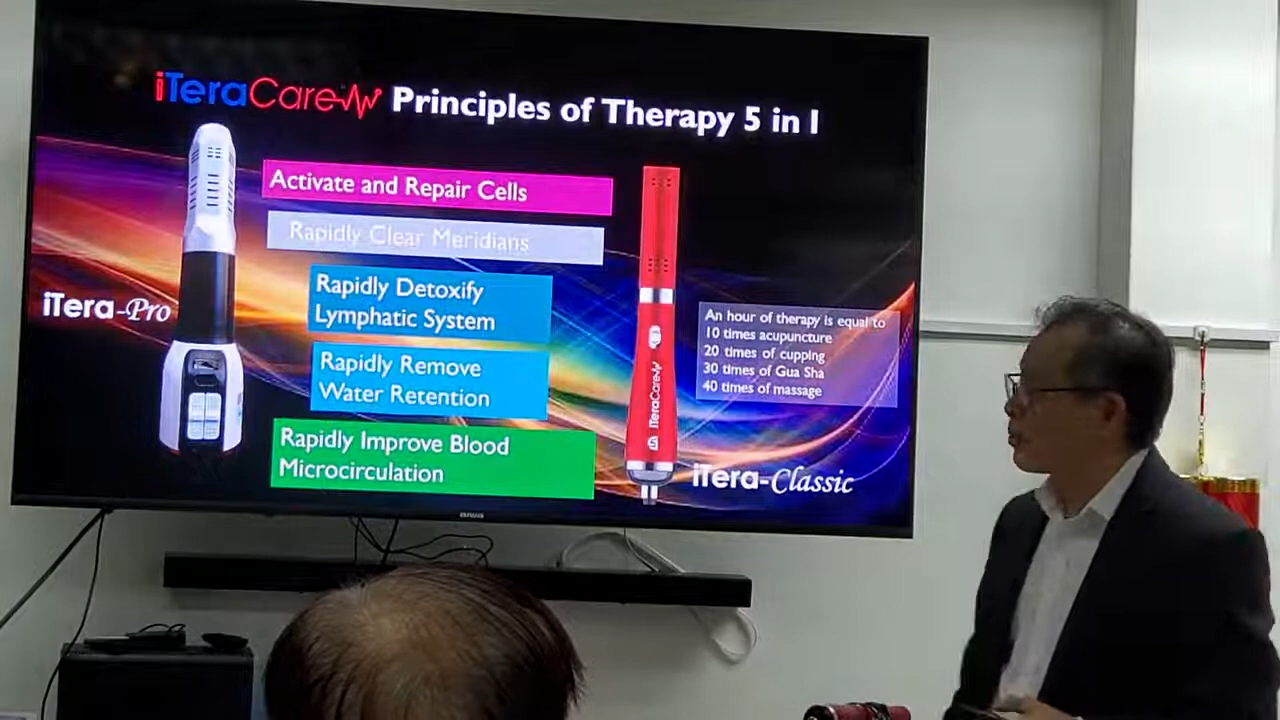 iTeraCare Principles of Therapy 5 in 1
Activate and Repair Cells
Rapidly Clear Meridians
Rapidly Detoxify
Lymphatic System
iTera-Pro
Rapidly Remove
Water Retention
An hour of therapy is equal to
10 times acupuncture
20 times of cupping
30 times of Gua Sha
40 times of massage
iTeraCare
Rapidly Improve Blood
Microcirculation
iTera-Classic
aiwa